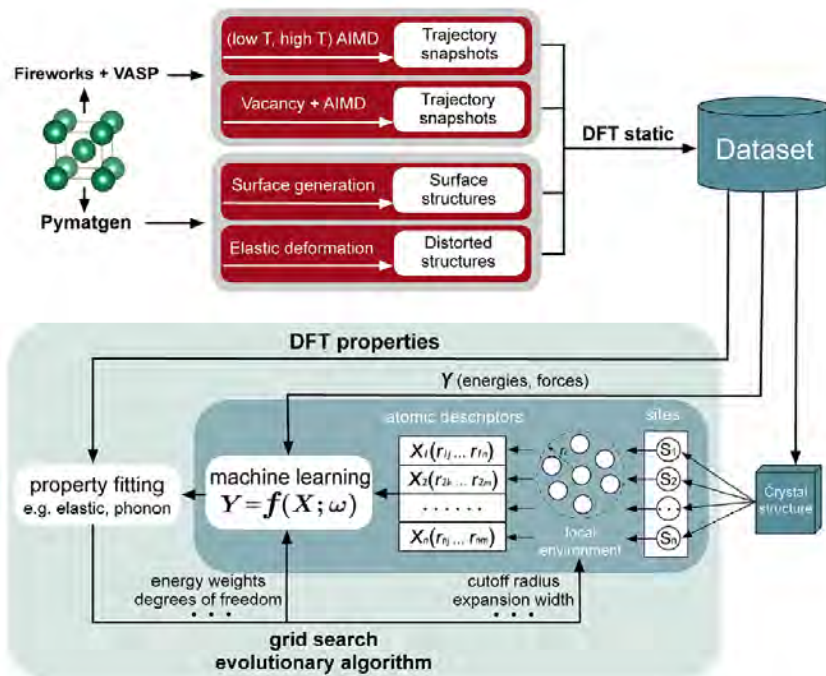 (low T, high T) AIMD
Trajectory
snapshots
Fireworks + VASP
Vacancy + AIMD
Trajectory
snapshots
DFT static
Dataset
Pymatgen
Surface generation
Surface
structures
Elastic deformation
Distorted
structures
DFT properties
Y (energies, forces)
atomic descriptors
sites
property fitting
e.g. elastic, phonon
machine learning
Y = f(X; ω)
X₁(r₁ⱼ ... r₁ₙ)
X₂(r₂ₖ ... r₂ₘ)
......
Xₙ(rₙⱼ ... rₙₘ)
local
environment
S₁
S₂
...
Sₙ
Crystal
structure
energy weights
degrees of freedom
. . .
cutoff radius
expansion width
. . .
grid search
evolutionary algorithm